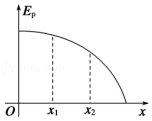 Eₚ
O x₁ x₂ x